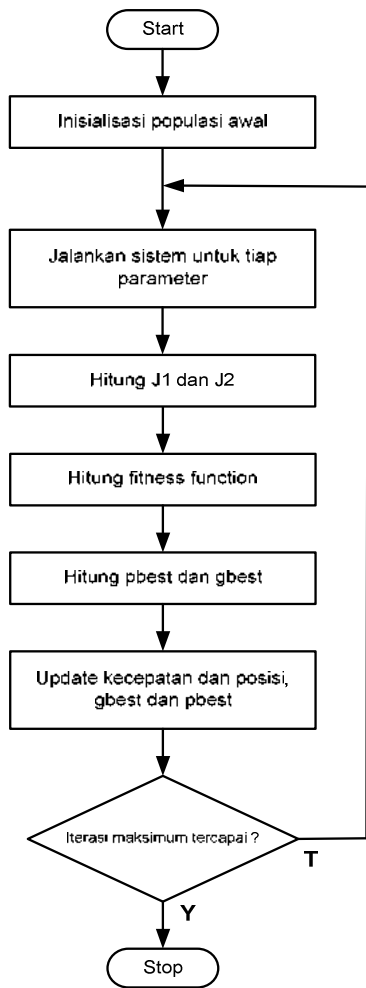 Start
Inisialisasi populasi awal
Jalankan sistem untuk tiap
parameter
Hitung J1 dan J2
Hitung fitness function
Hitung pbest dan gbest
Update kecepatan dan posisi,
gbest dan pbest
Iterasi maksimum tercapai ?
T
Y
Stop